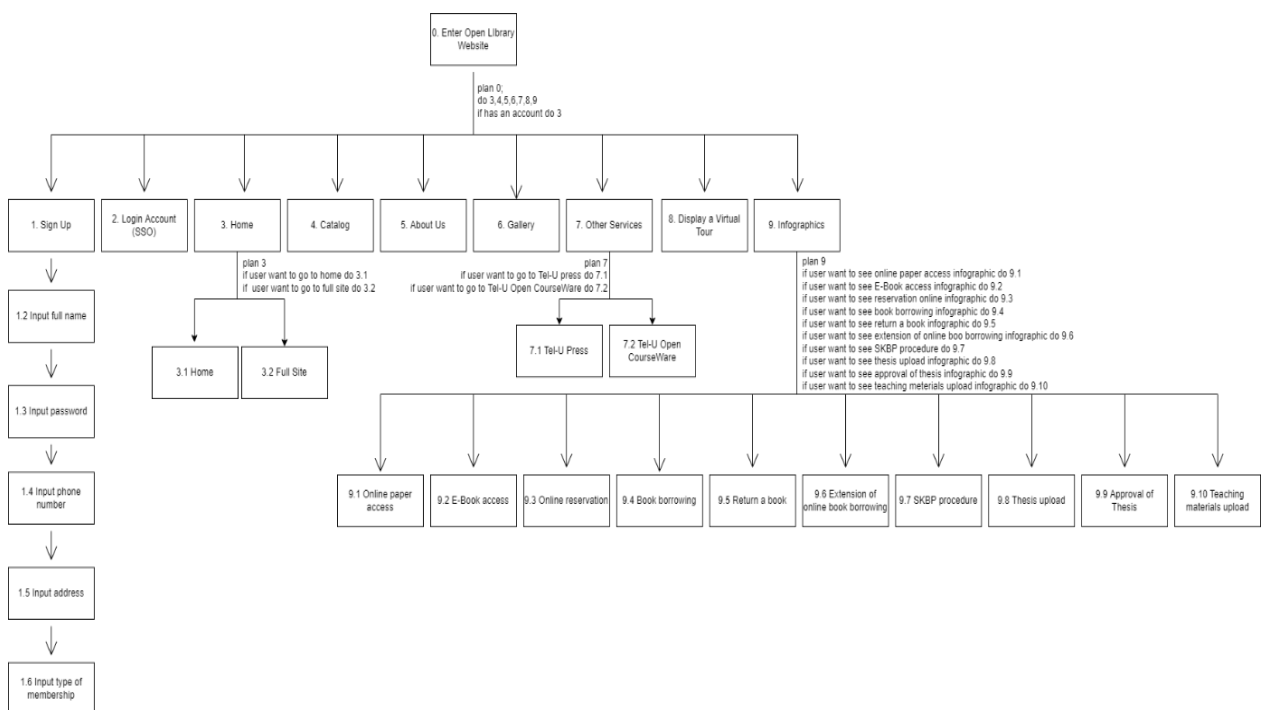 0. Enter Open Library
Website
plan 0;
do 3,4,5,6,7,8,9
if has an account do 3
1. Sign Up
2. Login Account
(SSO)
3. Home
4. Catalog
5. About Us
6. Gallery
7. Other Services
8. Display a Virtual
Tour
9. Infographics
plan 3
if user want to go to home do 3.1
if user want to go to full site do 3.2
plan 7
if user want to go to Tel-U press do 7.1
if user want to go to Tel-U Open CourseWare do 7.2
plan 9
if user want to see online paper access infographic do 9.1
if user want to see E-Book access infographic do 9.2
if user want to see reservation online infographic do 9.3
if user want to see book borrowing infographic do 9.4
if user want to see return a book infographic do 9.5
if user want to see extension of online boo borrowing infographic do 9.6
if user want to see SKBP procedure do 9.7
if user want to see thesis upload infographic do 9.8
if user want to see approval of thesis infographic do 9.9
if user want to see teaching meterials upload infographic do 9.10
1.2 Input full name
1.3 Input password
1.4 Input phone
number
1.5 Input address
1.6 Input type of
membership
3.1 Home
3.2 Full Site
7.1 Tel-U Press
7.2 Tel-U Open
CourseWare
9.1 Online paper
access
9.2 E-Book access
9.3 Online reservation
9.4 Book borrowing
9.5 Return a book
9.6 Extension of
online book borrowing
9.7 SKBP procedure
9.8 Thesis upload
9.9 Approval of
Thesis
9.10 Teaching
materials upload